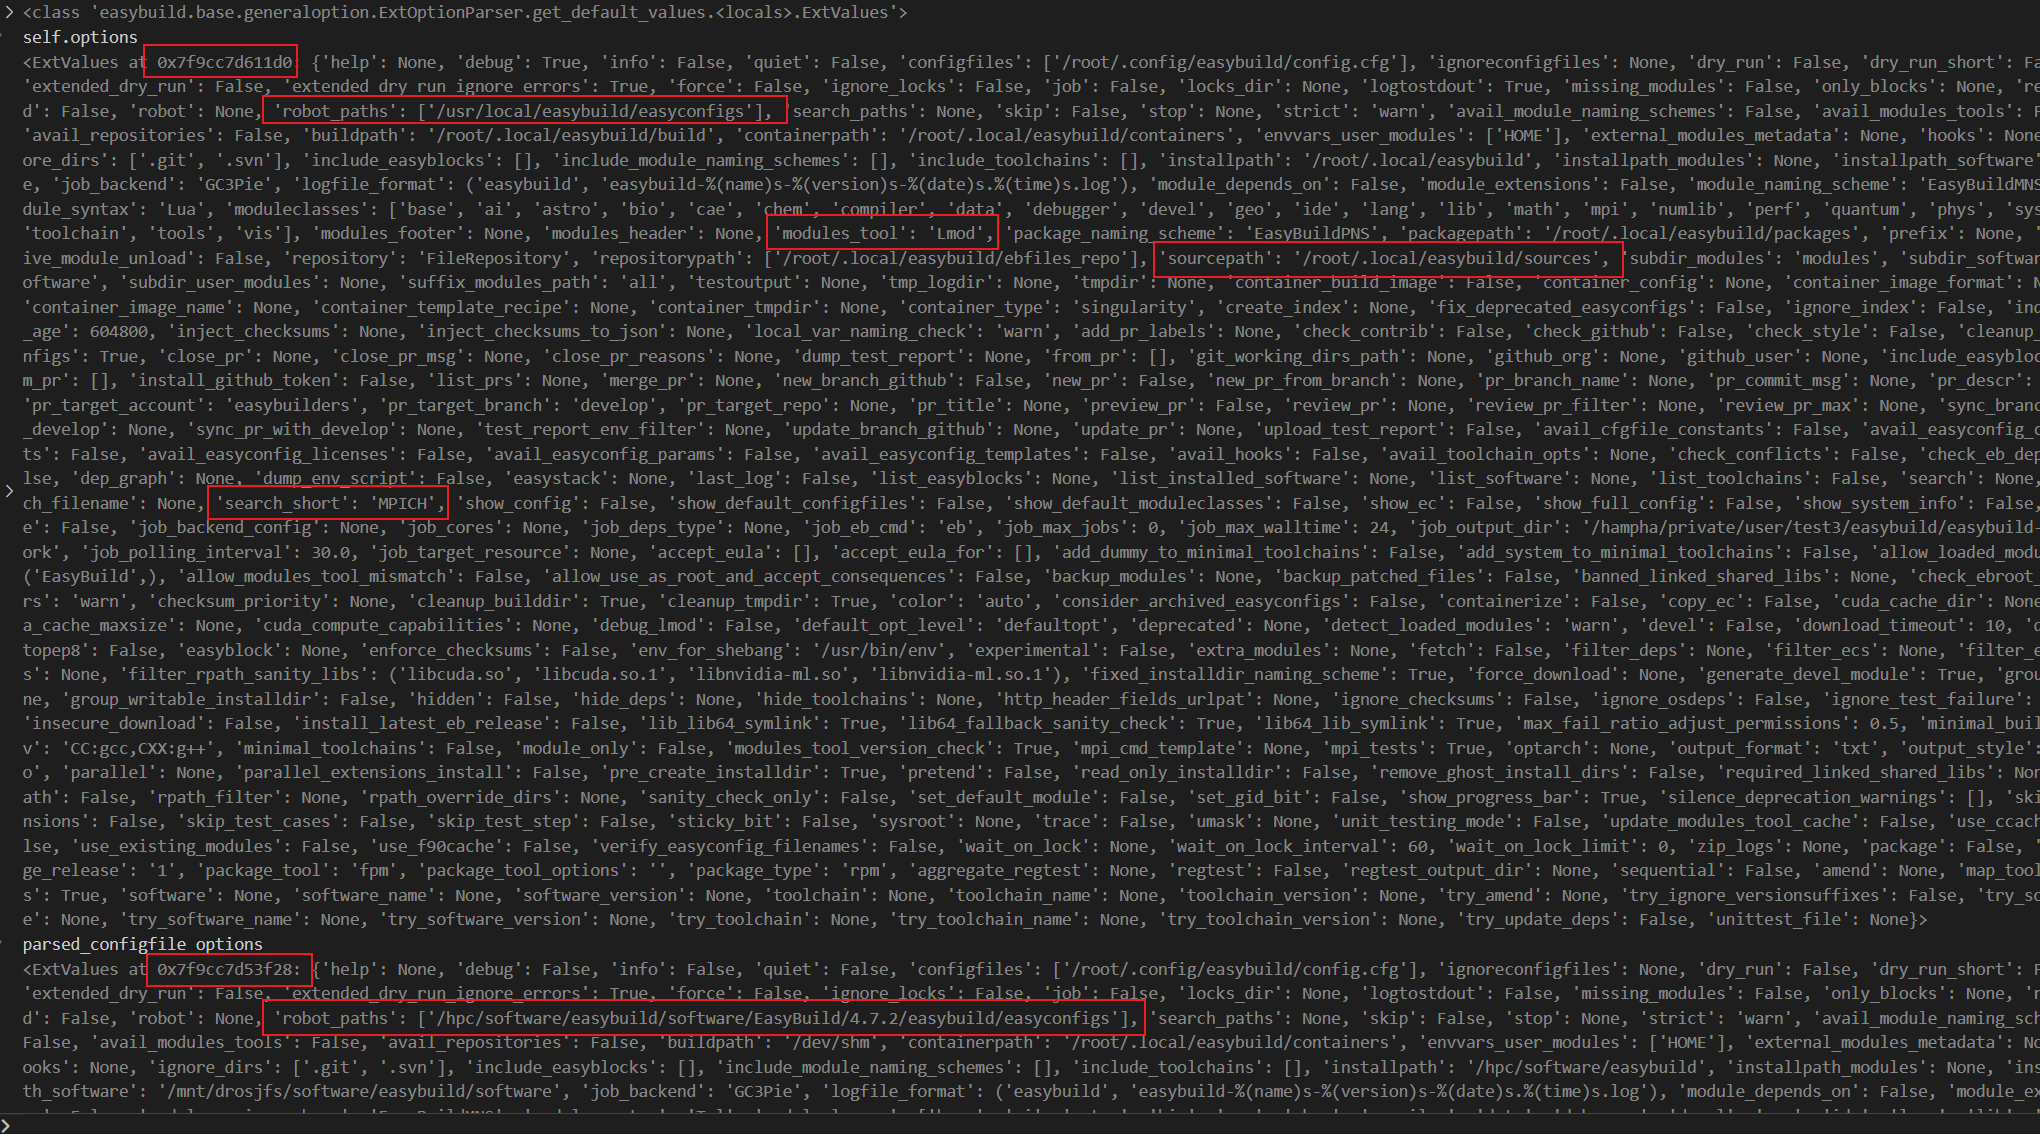 <class 'easybuild.base.generaloption.ExtOptionParser.get_default_values.<locals>.ExtValues'>
self.options
<ExtValues at 0x7f9cc7d611d0: {'help': None, 'debug': True, 'info': False, 'quiet': False, 'configfiles': ['/root/.config/easybuild/config.cfg'], 'ignoreconfigfiles': None, 'dry_run': False, 'dry_run_short': Fa
'extended_dry_run': False, 'extended_dry_run_ignore_errors': True, 'force': False, 'ignore_locks': False, 'job': False, 'locks_dir': None, 'logtostdout': True, 'missing_modules': False, 'only_blocks': None, 're
d': False, 'robot': None, 'robot_paths': ['/usr/local/easybuild/easyconfigs'], 'search_paths': None, 'skip': False, 'stop': None, 'strict': 'warn', 'avail_module_naming_schemes': False, 'avail_modules_tools': F
'avail_repositories': False, 'buildpath': '/root/.local/easybuild/build', 'containerpath': '/root/.local/easybuild/containers', 'envvars_user_modules': ['HOME'], 'external_modules_metadata': None, 'hooks': None
ore_dirs': ['.git', '.svn'], 'include_easyblocks': [], 'include_module_naming_schemes': [], 'include_toolchains': [], 'installpath': '/root/.local/easybuild', 'installpath_modules': None, 'installpath_software'
e, 'job_backend': 'GC3Pie', 'logfile_format': ('easybuild', 'easybuild-%(name)s-%(version)s-%(date)s.%(time)s.log'), 'module_depends_on': False, 'module_extensions': False, 'module_naming_scheme': 'EasyBuildMNS
dule_syntax': 'Lua', 'moduleclasses': ['base', 'ai', 'astro', 'bio', 'cae', 'chem', 'compiler', 'data', 'debugger', 'devel', 'geo', 'ide', 'lang', 'lib', 'math', 'mpi', 'numlib', 'perf', 'quantum', 'phys', 'sys
'toolchain', 'tools', 'vis'], 'modules_footer': None, 'modules_header': None, 'modules_tool': 'Lmod', 'package_naming_scheme': 'EasyBuildPNS', 'packagepath': '/root/.local/easybuild/packages', 'prefix': None, '
ive_module_unload': False, 'repository': 'FileRepository', 'repositorypath': ['/root/.local/easybuild/ebfiles_repo'], 'sourcepath': '/root/.local/easybuild/sources', 'subdir_modules': 'modules', 'subdir_softwar
oftware', 'subdir_user_modules': None, 'suffix_modules_path': 'all', 'testoutput': None, 'tmp_logdir': None, 'tmpdir': None, 'container_build_image': False, 'container_config': None, 'container_image_format': N
'container_image_name': None, 'container_template_recipe': None, 'container_tmpdir': None, 'container_type': 'singularity', 'create_index': None, 'fix_deprecated_easyconfigs': False, 'ignore_index': False, 'ind
_age': 604800, 'inject_checksums': None, 'inject_checksums_to_json': None, 'local_var_naming_check': 'warn', 'add_pr_labels': None, 'check_contrib': False, 'check_github': False, 'check_style': False, 'cleanup_
nfigs': True, 'close_pr': None, 'close_pr_msg': None, 'close_pr_reasons': None, 'dump_test_report': None, 'from_pr': [], 'git_working_dirs_path': None, 'github_org': None, 'github_user': None, 'include_easybloc
m_pr': [], 'install_github_token': False, 'list_prs': None, 'merge_pr': None, 'new_branch_github': False, 'new_pr': False, 'new_pr_from_branch': None, 'pr_branch_name': None, 'pr_commit_msg': None, 'pr_descr':
'pr_target_account': 'easybuilders', 'pr_target_branch': 'develop', 'pr_target_repo': None, 'pr_title': None, 'preview_pr': False, 'review_pr': None, 'review_pr_filter': None, 'review_pr_max': None, 'sync_branc
_develop': None, 'sync_pr_with_develop': None, 'test_report_env_filter': None, 'update_branch_github': None, 'update_pr': None, 'upload_test_report': False, 'avail_cfgfile_constants': False, 'avail_easyconfig_c
ts': False, 'avail_easyconfig_licenses': False, 'avail_easyconfig_params': False, 'avail_easyconfig_templates': False, 'avail_hooks': False, 'avail_toolchain_opts': None, 'check_conflicts': False, 'check_eb_dep
lse, 'dep_graph': None, 'dump_env_script': False, 'easystack': None, 'last_log': False, 'list_easyblocks': None, 'list_installed_software': None, 'list_software': None, 'list_toolchains': False, 'search': None,
ch_filename': None, 'search_short': 'MPICH', 'show_config': False, 'show_default_configfiles': False, 'show_default_moduleclasses': False, 'show_ec': False, 'show_full_config': False, 'show_system_info': False,
e': False, 'job_backend_config': None, 'job_cores': None, 'job_deps_type': None, 'job_eb_cmd': 'eb', 'job_max_jobs': 0, 'job_max_walltime': 24, 'job_output_dir': '/hampha/private/user/test3/easybuild/easybuild-
ork', 'job_polling_interval': 30.0, 'job_target_resource': None, 'accept_eula': [], 'accept_eula_for': [], 'add_dummy_to_minimal_toolchains': False, 'add_system_to_minimal_toolchains': False, 'allow_loaded_modu
('EasyBuild',), 'allow_modules_tool_mismatch': False, 'allow_use_as_root_and_accept_consequences': False, 'backup_modules': None, 'backup_patched_files': False, 'banned_linked_shared_libs': None, 'check_ebroot_
rs': 'warn', 'checksum_priority': None, 'cleanup_builddir': True, 'cleanup_tmpdir': True, 'color': 'auto', 'consider_archived_easyconfigs': False, 'containerize': False, 'copy_ec': False, 'cuda_cache_dir': None
a_cache_maxsize': None, 'cuda_compute_capabilities': None, 'debug_lmod': False, 'default_opt_level': 'defaultopt', 'deprecated': None, 'detect_loaded_modules': 'warn', 'devel': False, 'download_timeout': 10, 'd
topep8': False, 'easyblock': None, 'enforce_checksums': False, 'env_for_shebang': '/usr/bin/env', 'experimental': False, 'extra_modules': None, 'fetch': False, 'filter_deps': None, 'filter_ecs': None, 'filter_e
s': None, 'filter_rpath_sanity_libs': ('libcuda.so', 'libcuda.so.1', 'libnvidia-ml.so', 'libnvidia-ml.so.1'), 'fixed_installdir_naming_scheme': True, 'force_download': None, 'generate_devel_module': True, 'grou
ne, 'group_writable_installdir': False, 'hidden': False, 'hide_deps': None, 'hide_toolchains': None, 'http_header_fields_urlpat': None, 'ignore_checksums': False, 'ignore_osdeps': False, 'ignore_test_failure':
'insecure_download': False, 'install_latest_eb_release': False, 'lib_lib64_symlink': True, 'lib64_fallback_sanity_check': True, 'lib64_lib_symlink': True, 'max_fail_ratio_adjust_permissions': 0.5, 'minimal_buil
v': 'CC:gcc,CXX:g++', 'minimal_toolchains': False, 'module_only': False, 'modules_tool_version_check': True, 'mpi_cmd_template': None, 'mpi_tests': True, 'optarch': None, 'output_format': 'txt', 'output_style':
o', 'parallel': None, 'parallel_extensions_install': False, 'pre_create_installdir': True, 'pretend': False, 'read_only_installdir': False, 'remove_ghost_install_dirs': False, 'required_linked_shared_libs': Non
ath': False, 'rpath_filter': None, 'rpath_override_dirs': None, 'sanity_check_only': False, 'set_default_module': False, 'set_gid_bit': False, 'show_progress_bar': True, 'silence_deprecation_warnings': [], 'ski
nsions': False, 'skip_test_cases': False, 'skip_test_step': False, 'sticky_bit': False, 'sysroot': None, 'trace': False, 'umask': None, 'unit_testing_mode': False, 'update_modules_tool_cache': False, 'use_ccach
lse, 'use_existing_modules': False, 'use_f90cache': False, 'verify_easyconfig_filenames': False, 'wait_on_lock': None, 'wait_on_lock_interval': 60, 'wait_on_lock_limit': 0, 'zip_logs': None, 'package': False, '
ge_release': '1', 'package_tool': 'fpm', 'package_tool_options': '', 'package_type': 'rpm', 'aggregate_regtest': None, 'regtest': False, 'regtest_output_dir': None, 'sequential': False, 'amend': None, 'map_tool
s': True, 'software': None, 'software_name': None, 'software_version': None, 'toolchain': None, 'toolchain_name': None, 'toolchain_version': None, 'try_amend': None, 'try_ignore_versionsuffixes': False, 'try_so
e': None, 'try_software_name': None, 'try_software_version': None, 'try_toolchain': None, 'try_toolchain_name': None, 'try_toolchain_version': None, 'try_update_deps': False, 'unittest_file': None}>
parsed_configfile_options
<ExtValues at 0x7f9cc7d53f28: {'help': None, 'debug': False, 'info': False, 'quiet': False, 'configfiles': ['/root/.config/easybuild/config.cfg'], 'ignoreconfigfiles': None, 'dry_run': False, 'dry_run_short': F
'extended_dry_run': False, 'extended_dry_run_ignore_errors': True, 'force': False, 'ignore_locks': False, 'job': False, 'locks_dir': None, 'logtostdout': False, 'missing_modules': False, 'only_blocks': None, 'r
d': False, 'robot': None, 'robot_paths': ['/hpc/software/easybuild/software/EasyBuild/4.7.2/easybuild/easyconfigs'], 'search_paths': None, 'skip': False, 'stop': None, 'strict': 'warn', 'avail_module_naming_sch
False, 'avail_modules_tools': False, 'avail_repositories': False, 'buildpath': '/dev/shm', 'containerpath': '/root/.local/easybuild/containers', 'envvars_user_modules': ['HOME'], 'external_modules_metadata': No
ooks': None, 'ignore_dirs': ['.git', '.svn'], 'include_easyblocks': [], 'include_module_naming_schemes': [], 'include_toolchains': [], 'installpath': '/hpc/software/easybuild', 'installpath_modules': None, 'ins
th_software': '/mnt/drosjfs/software/easybuild/software', 'job_backend': 'GC3Pie', 'logfile_format': ('easybuild', 'easybuild-%(name)s-%(version)s-%(date)s.%(time)s.log'), 'module_depends_on': False, 'module_ex